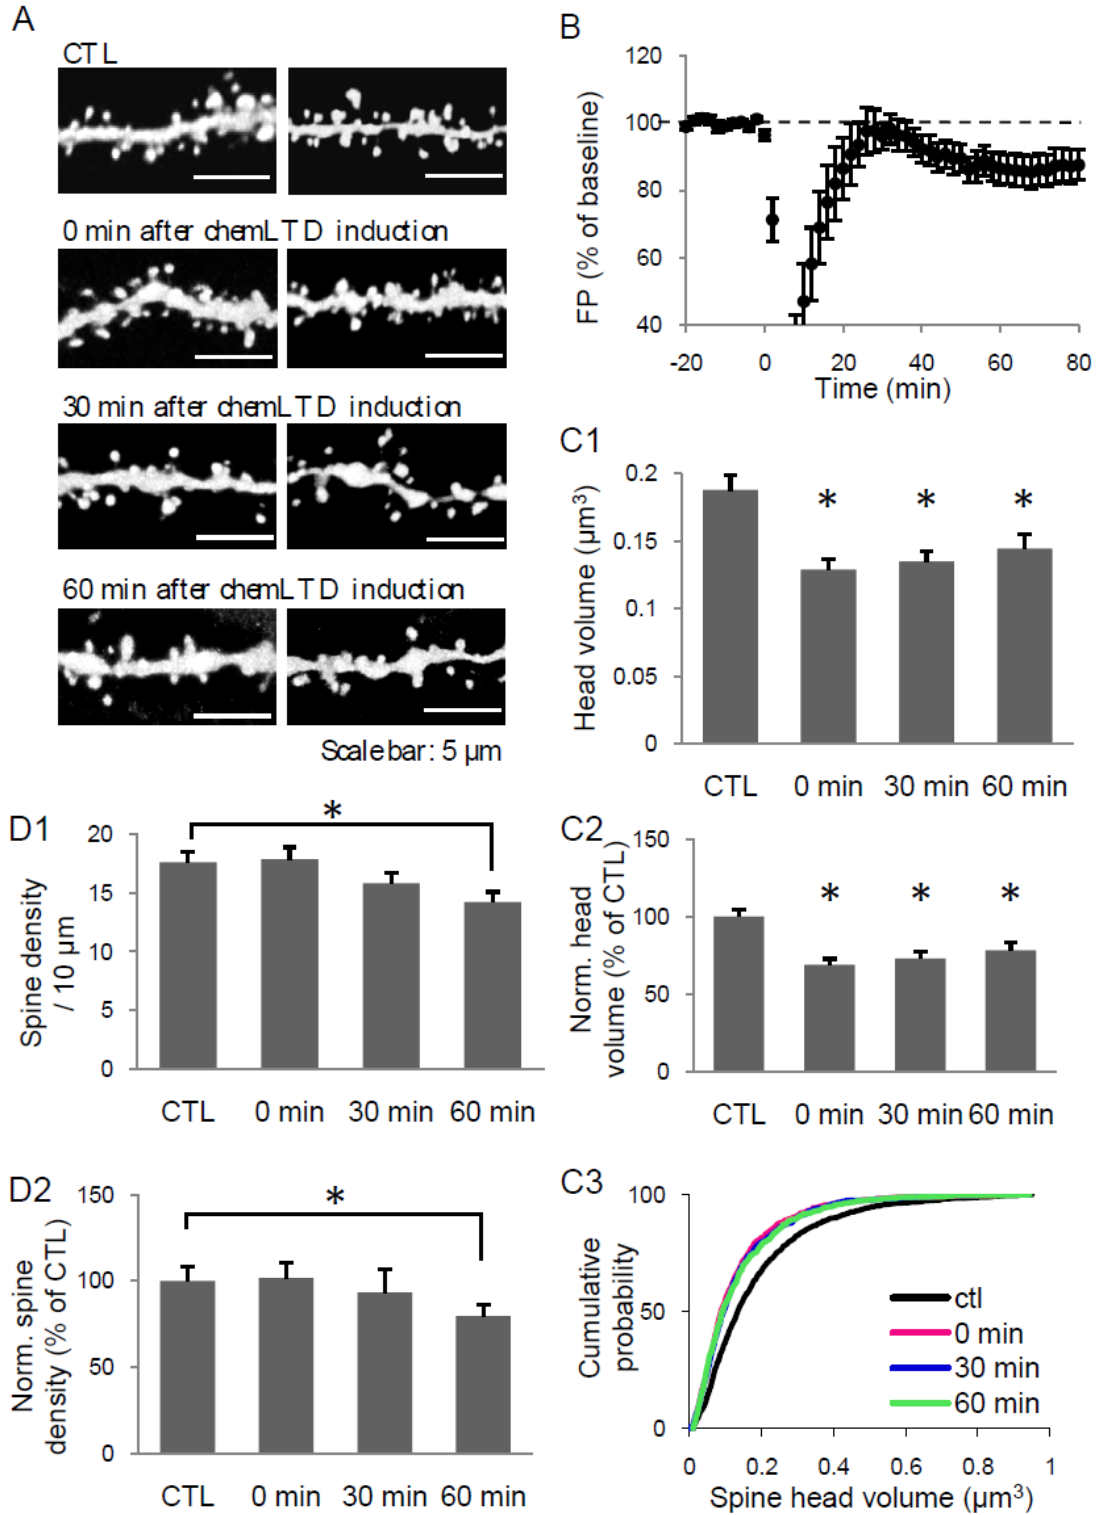 A
CTL
0 min after chemLTD induction
30 min after chemLTD induction
60 min after chemLTD induction
Scale bar: 5 µm
B
FP (% of baseline)
120
100
80
60
40
-20 0 20 40 60 80
Time (min)
C1
Head volume (µm³)
0.2
0.15
0.1
0.05
0
* * *
CTL 0 min 30 min 60 min
D1
Spine density
/ 10 µm
20
15
10
5
0
*
CTL 0 min 30 min 60 min
C2
Norm. head
volume (% of CTL)
150
100
50
0
* * *
CTL 0 min 30 min 60 min
D2
Norm. spine
density (% of CTL)
150
100
50
0
*
CTL 0 min 30 min 60 min
C3
Cumulative
probability
100
50
0
ctl
0 min
30 min
60 min
0 0.2 0.4 0.6 0.8 1
Spine head volume (µm³)